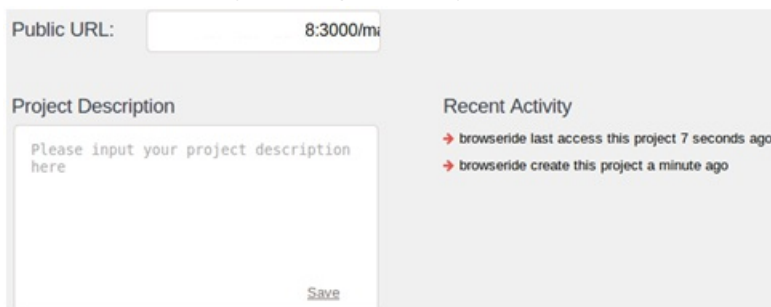 Public URL:
8:3000/ma
Project Description
Please input your project description
here
Save
Recent Activity
browseride last access this project 7 seconds ago
browseride create this project a minute ago